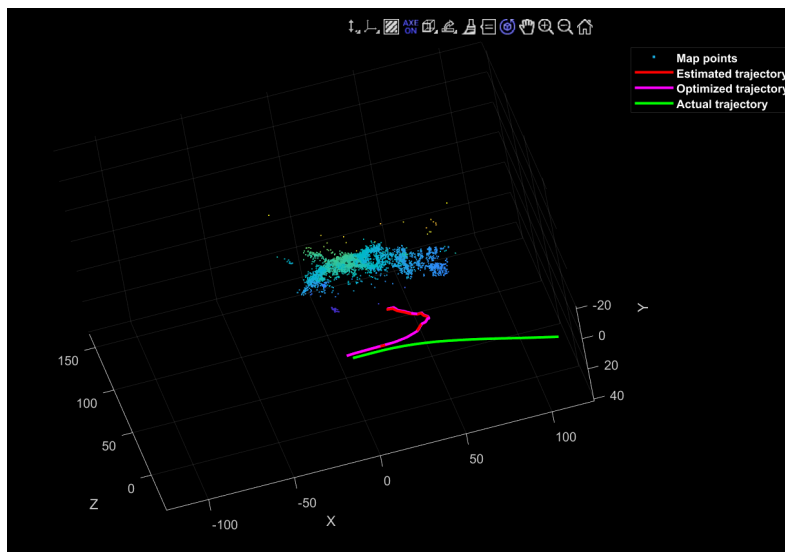 AXE
ON
Map points
Estimated trajectory
Optimized trajectory
Actual trajectory
-20
Y
0
20
40
150
100
50
0
Z
-100
-50
X
0
50
100